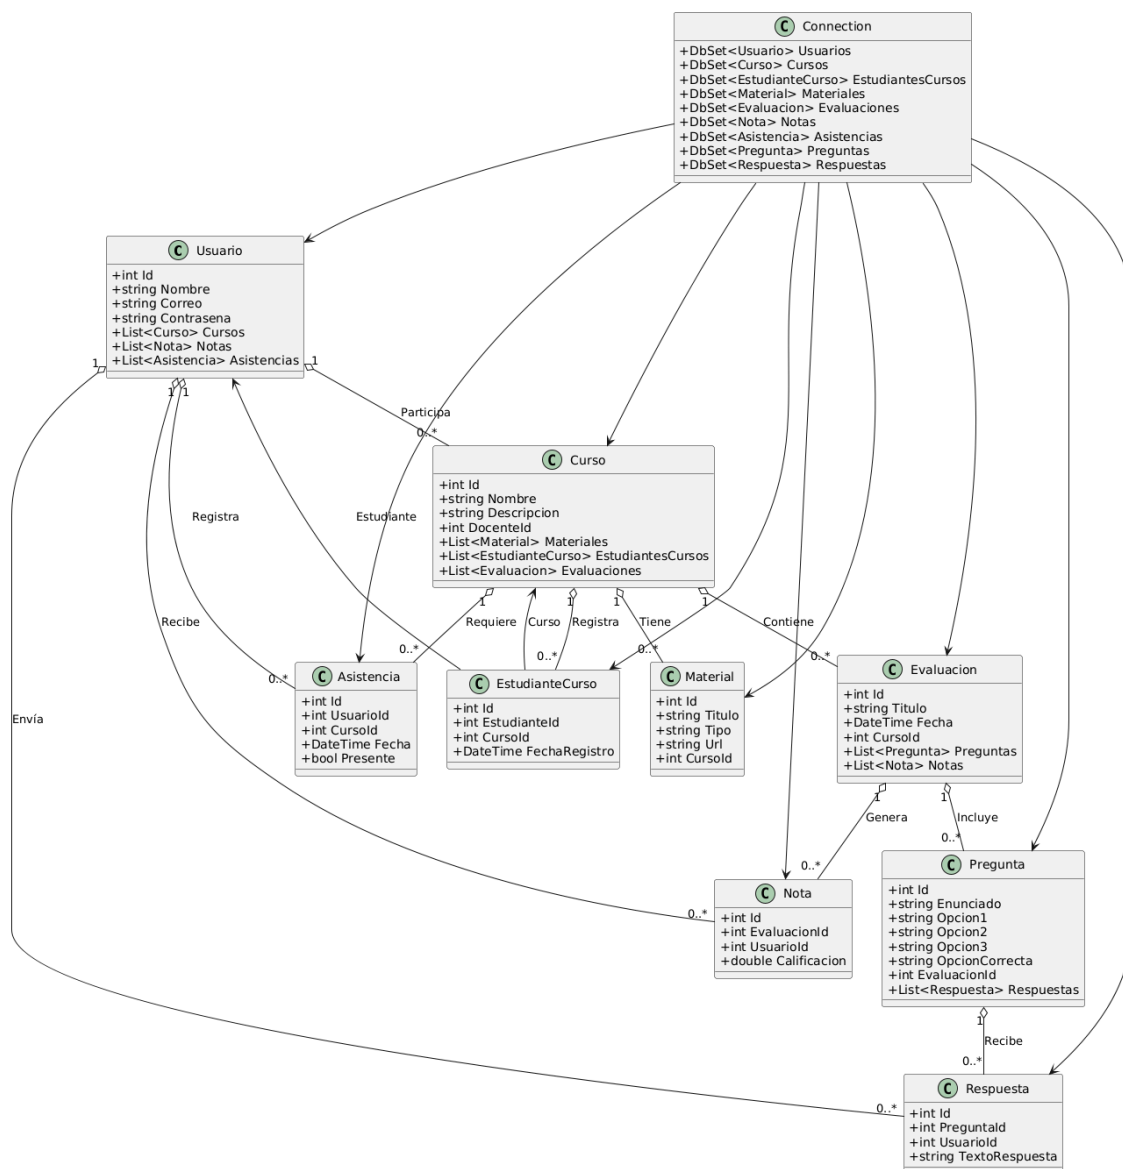 C Connection
+DbSet<Usuario> Usuarios
+DbSet<Curso> Cursos
+DbSet<EstudianteCurso> EstudiantesCursos
+DbSet<Material> Materiales
+DbSet<Evaluacion> Evaluaciones
+DbSet<Nota> Notas
+DbSet<Asistencia> Asistencias
+DbSet<Pregunta> Preguntas
+DbSet<Respuesta> Respuestas
C Usuario
+int Id
+string Nombre
+string Correo
+string Contrasena
+List<Curso> Cursos
+List<Nota> Notas
+List<Asistencia> Asistencias
1
1
1
1
Participa
0..*
C Curso
+int Id
+string Nombre
+string Descripcion
+int DocenteId
+List<Material> Materiales
+List<EstudianteCurso> EstudiantesCursos
+List<Evaluacion> Evaluaciones
Registra
Estudiante
1
1
1
1
Recibe
Requiere
Curso
Registra
Tiene
Contiene
0..*
0..*
0..*
0..*
0..*
C Asistencia
+int Id
+int UsuarioId
+int CursoId
+DateTime Fecha
+bool Presente
C EstudianteCurso
+int Id
+int EstudianteId
+int CursoId
+DateTime FechaRegistro
C Material
+int Id
+string Titulo
+string Tipo
+string Url
+int CursoId
C Evaluacion
+int Id
+string Titulo
+DateTime Fecha
+int CursoId
+List<Pregunta> Preguntas
+List<Nota> Notas
Envía
1
1
Genera
Incluye
0..*
0..*
0..*
C Nota
+int Id
+int EvaluacionId
+int UsuarioId
+double Calificacion
C Pregunta
+int Id
+string Enunciado
+string Opcion1
+string Opcion2
+string Opcion3
+string OpcionCorrecta
+int EvaluacionId
+List<Respuesta> Respuestas
1
Recibe
0..*
0..*
C Respuesta
+int Id
+int PreguntaId
+int UsuarioId
+string TextoRespuesta